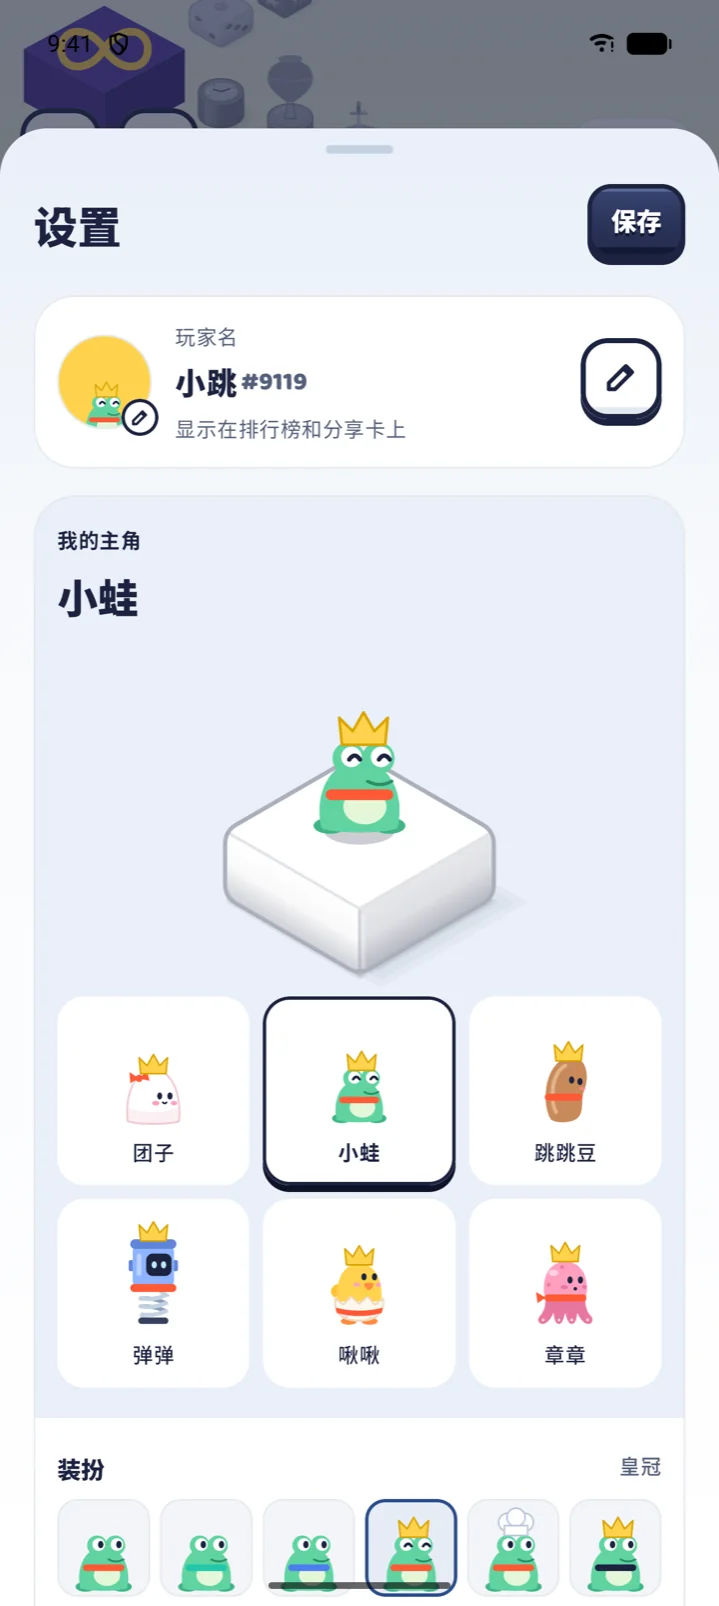 9:41
设置
保存
玩家名
小跳#9119
显示在排行榜和分享卡上
我的主角
小蛙
团子
小蛙
跳跳豆
弹弹
啾啾
章章
装扮
皇冠